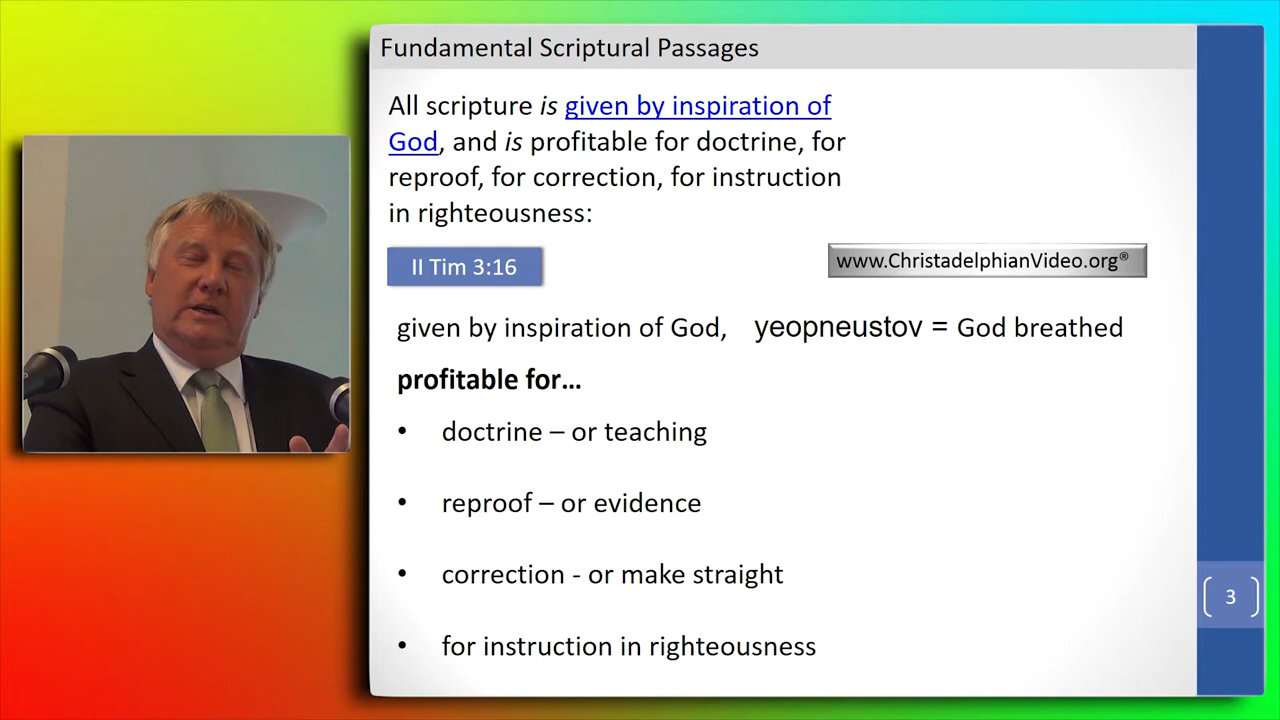 Fundamental Scriptural Passages
All scripture is given by inspiration of
God, and is profitable for doctrine, for
reproof, for correction, for instruction
in righteousness:
II Tim 3:16
www.ChristadelphianVideo.org®
given by inspiration of God, yeopneustov = God breathed
profitable for...
• doctrine – or teaching
• reproof – or evidence
• correction - or make straight
• for instruction in righteousness
3